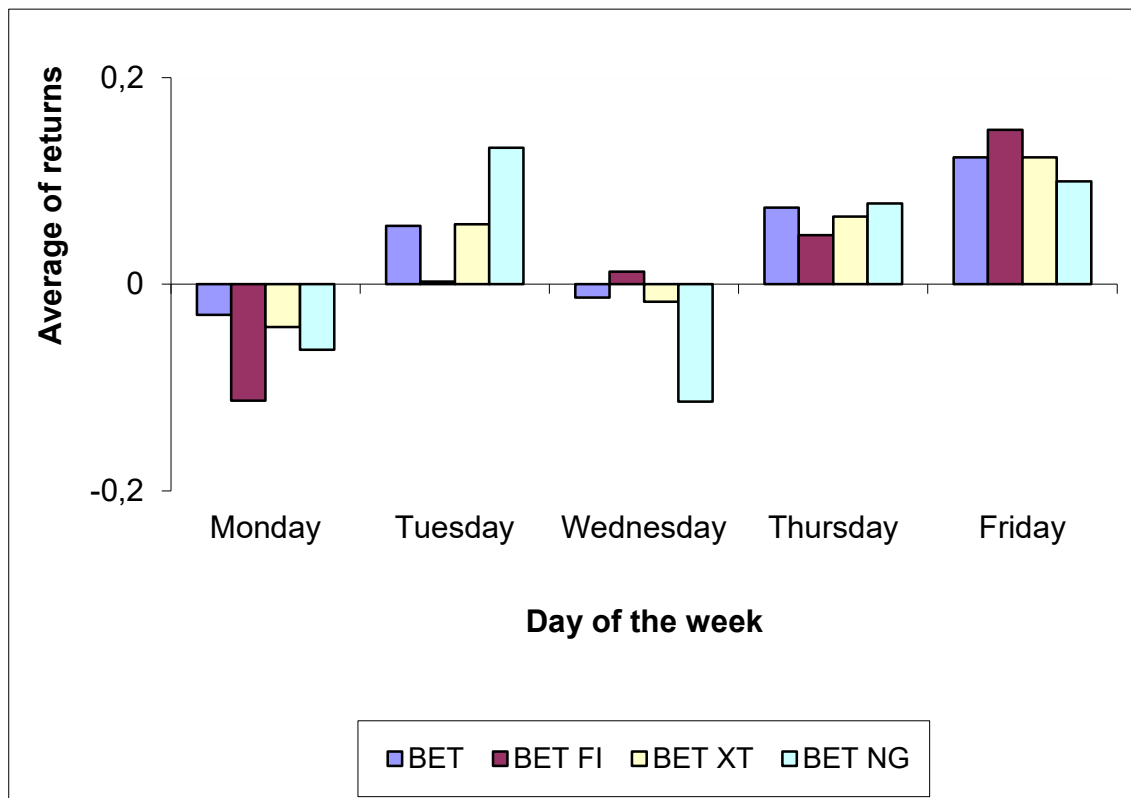 Average of returns
0,2
0
-0,2
Monday Tuesday Wednesday Thursday Friday
Day of the week
BET BET FI BET XT BET NG